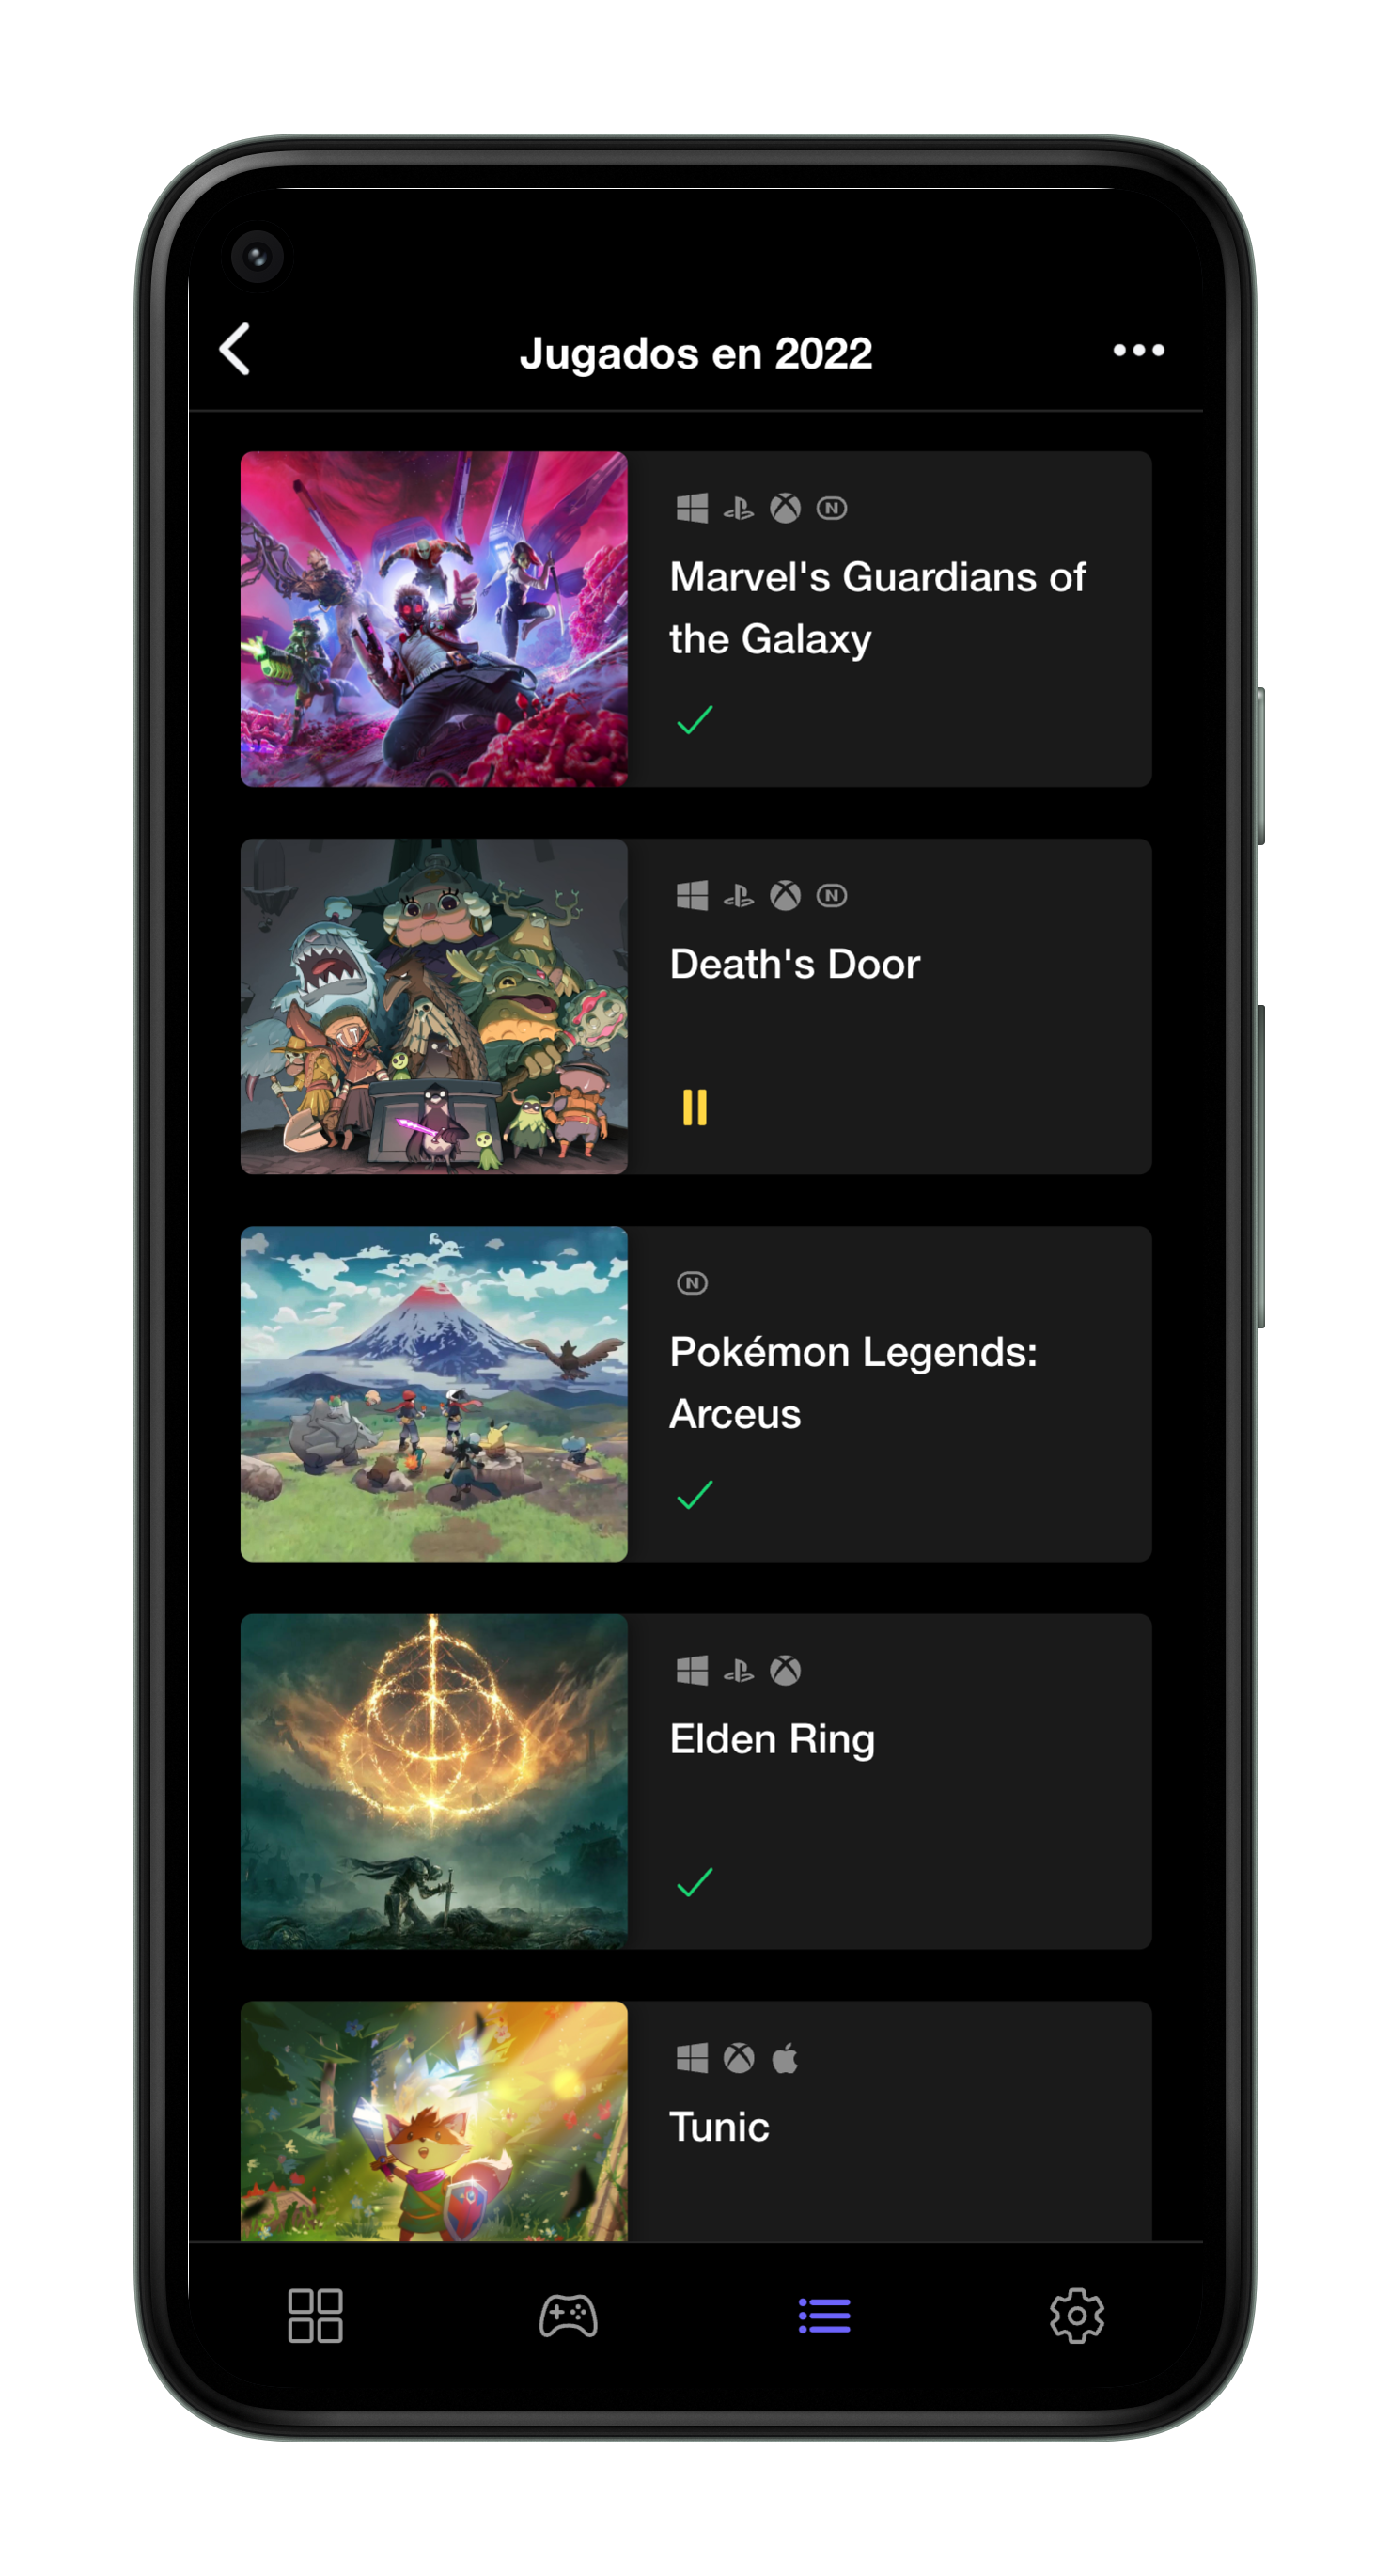 Jugados en 2022
Marvel's Guardians of
the Galaxy
Death's Door
Pokémon Legends:
Arceus
Elden Ring
Tunic